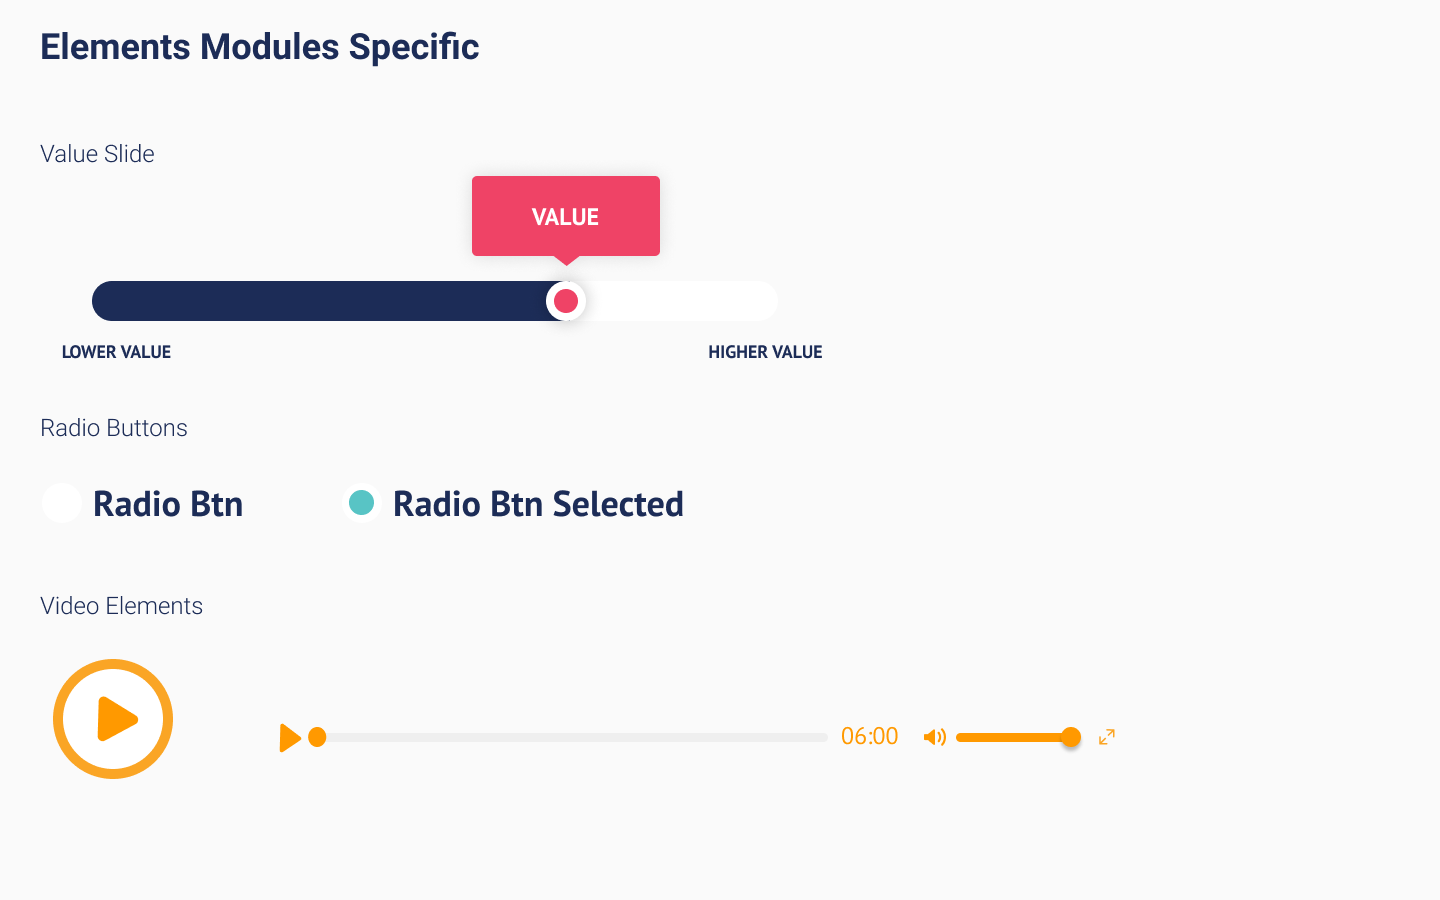 Elements Modules Specific
Value Slide
VALUE
LOWER VALUE
HIGHER VALUE
Radio Buttons
Radio Btn
Radio Btn Selected
Video Elements
06:00